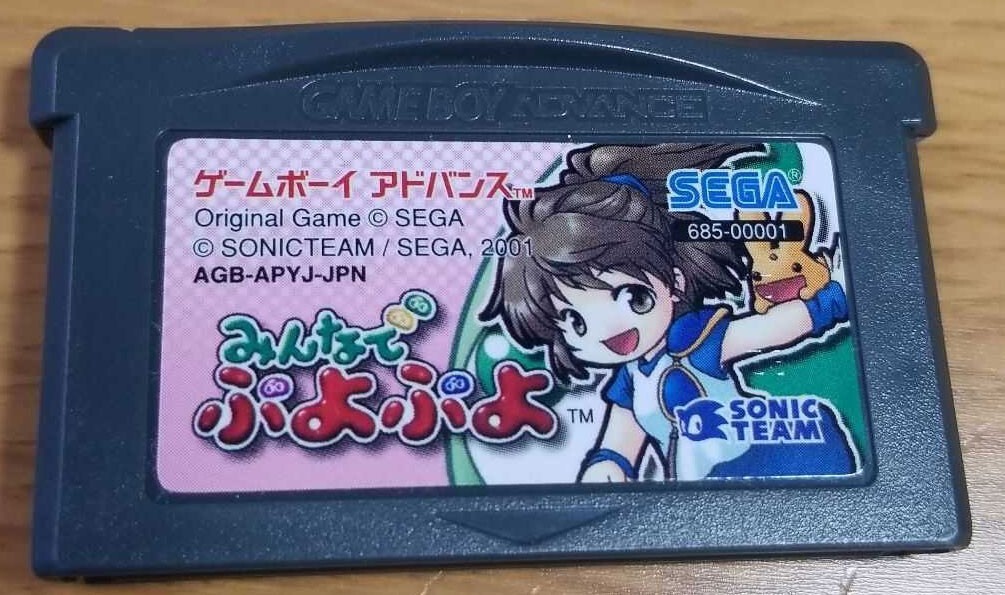 GAME BOY ADVANCE
ゲームボーイ アドバンス™
Original Game © SEGA
© SONICTEAM / SEGA, 2001
AGB-APYJ-JPN
SEGA®
685-00001
みんなで
ぷよぷよ™
SONIC
TEAM